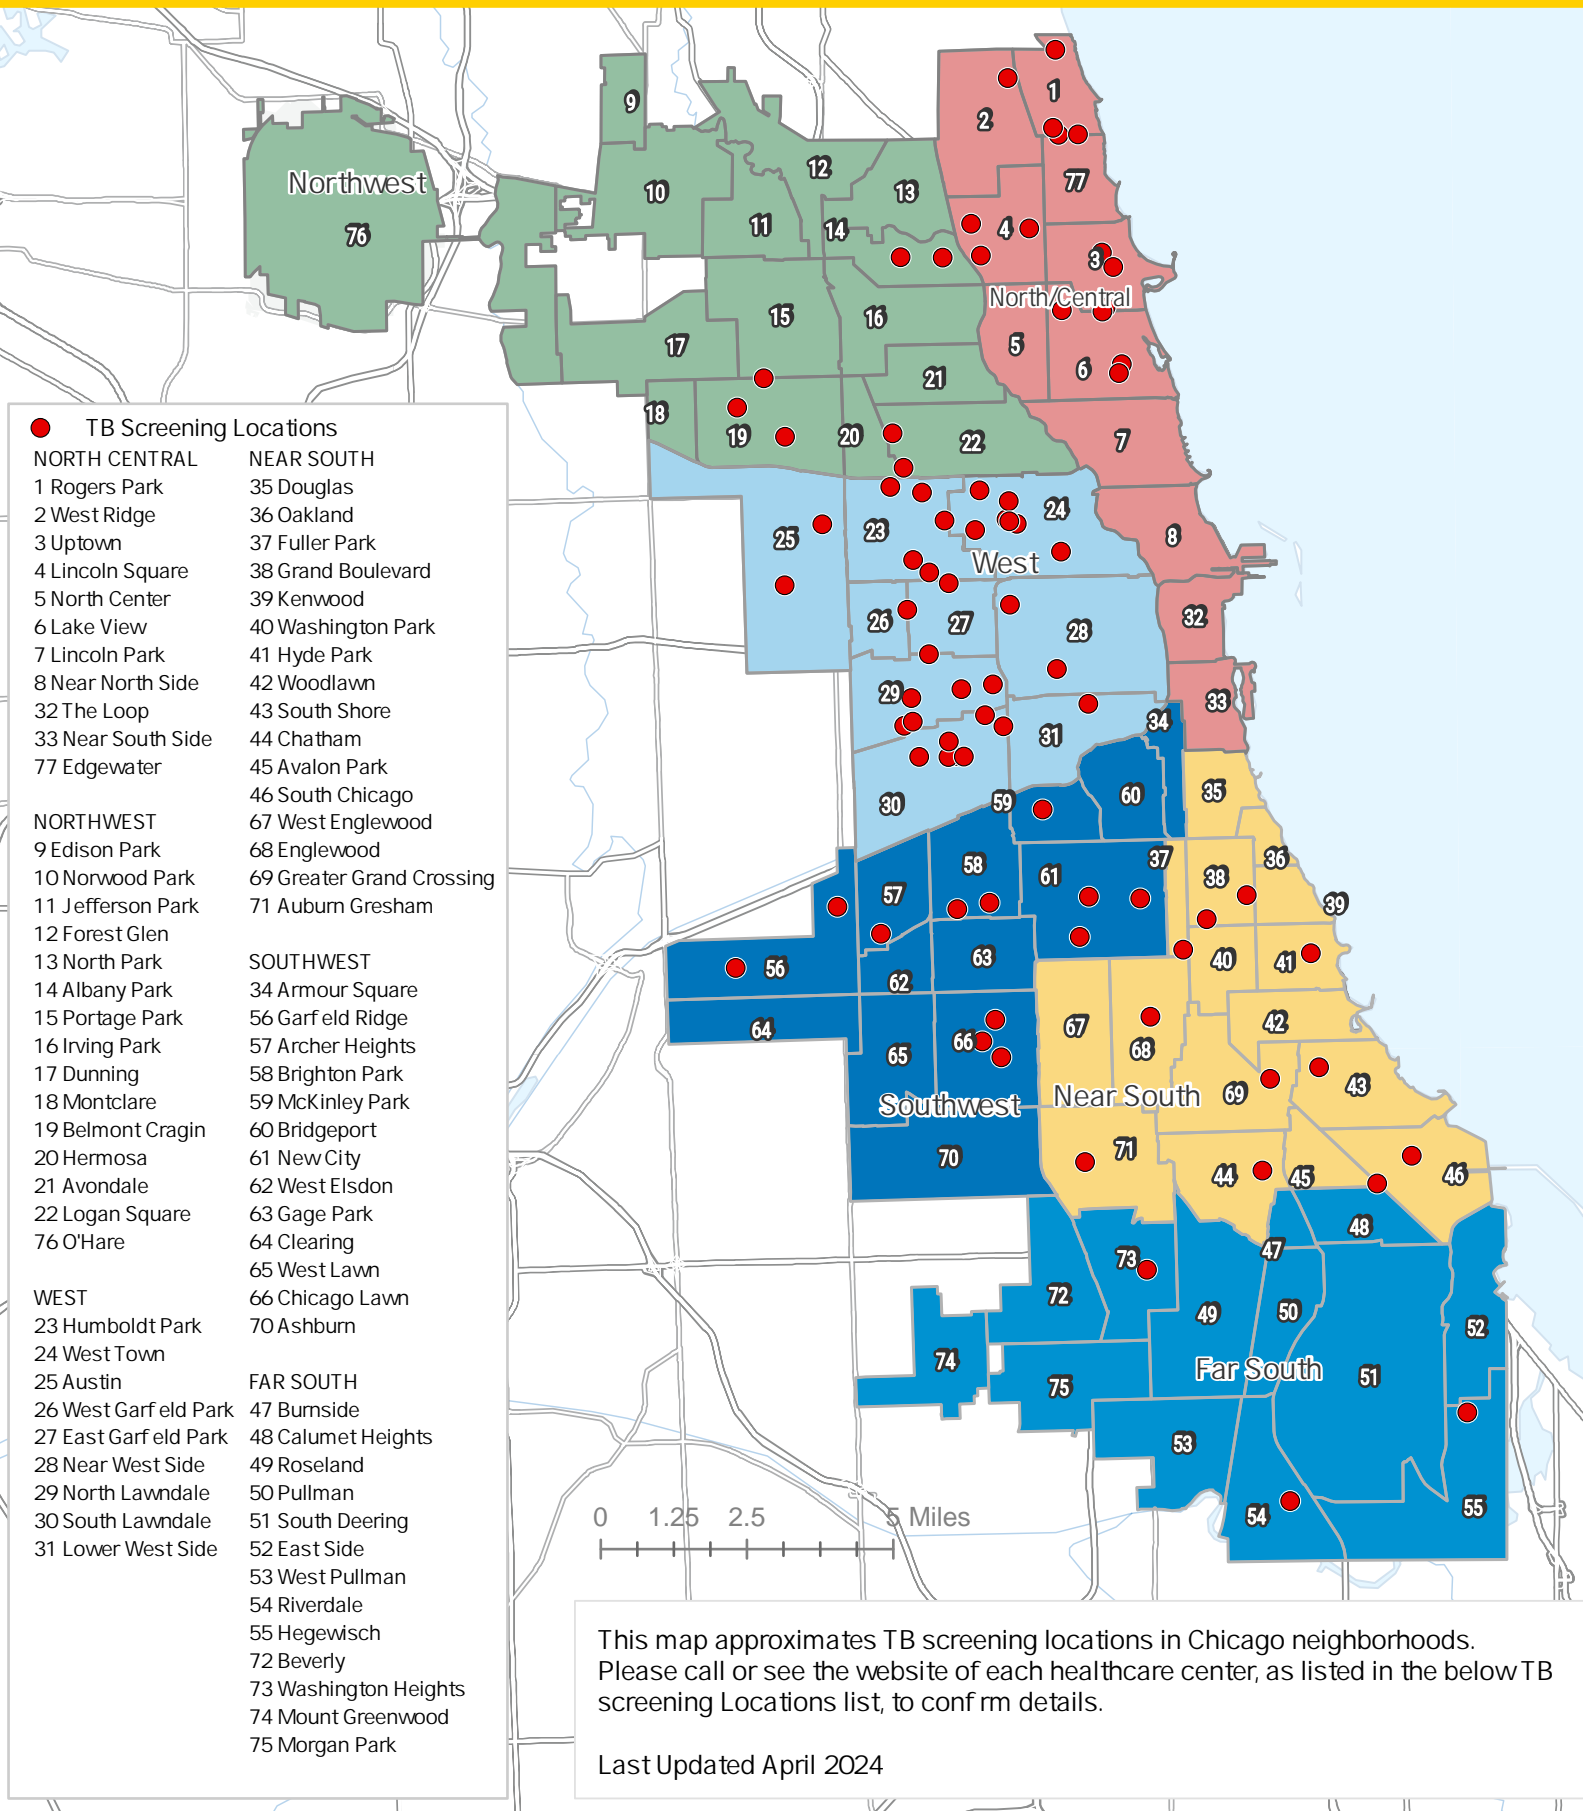 TB Screening Locations
NORTH CENTRAL
1 Rogers Park
2 West Ridge
3 Uptown
4 Lincoln Square
5 North Center
6 Lake View
7 Lincoln Park
8 Near North Side
32 The Loop
33 Near South Side
77 Edgewater
NORTHWEST
9 Edison Park
10 Norwood Park
11 Jefferson Park
12 Forest Glen
13 North Park
14 Albany Park
15 Portage Park
16 Irving Park
17 Dunning
18 Montclare
19 Belmont Cragin
20 Hermosa
21 Avondale
22 Logan Square
76 O'Hare
WEST
23 Humboldt Park
24 West Town
25 Austin
26 West Garf eld Park
27 East Garf eld Park
28 Near West Side
29 North Lawndale
30 South Lawndale
31 Lower West Side
NEAR SOUTH
35 Douglas
36 Oakland
37 Fuller Park
38 Grand Boulevard
39 Kenwood
40 Washington Park
41 Hyde Park
42 Woodlawn
43 South Shore
44 Chatham
45 Avalon Park
46 South Chicago
67 West Englewood
68 Englewood
69 Greater Grand Crossing
71 Auburn Gresham
SOUTHWEST
34 Armour Square
56 Garf eld Ridge
57 Archer Heights
58 Brighton Park
59 McKinley Park
60 Bridgeport
61 New City
62 West Elsdon
63 Gage Park
64 Clearing
65 West Lawn
66 Chicago Lawn
70 Ashburn
FAR SOUTH
47 Burnside
48 Calumet Heights
49 Roseland
50 Pullman
51 South Deering
52 East Side
53 West Pullman
54 Riverdale
55 Hegewisch
72 Beverly
73 Washington Heights
74 Mount Greenwood
75 Morgan Park
Northwest
76
9
10
11
12
13
14
15
16
17
18
19
20
21
22
1
2
77
4
3
North/Central
5
6
7
8
32
33
25
23
24
West
26
27
28
29
31
30
34
59
60
58
57
61
56
62
63
64
65
66
Southwest
70
35
36
37
38
39
40
41
42
67
68
Near South
69
43
71
44
45
46
48
47
73
72
49
50
52
74
75
Far South
51
53
54
55
0 1.25 2.5 5 Miles
This map approximates TB screening locations in Chicago neighborhoods.
Please call or see the website of each healthcare center, as listed in the below TB
screening Locations list, to conf rm details.
Last Updated April 2024